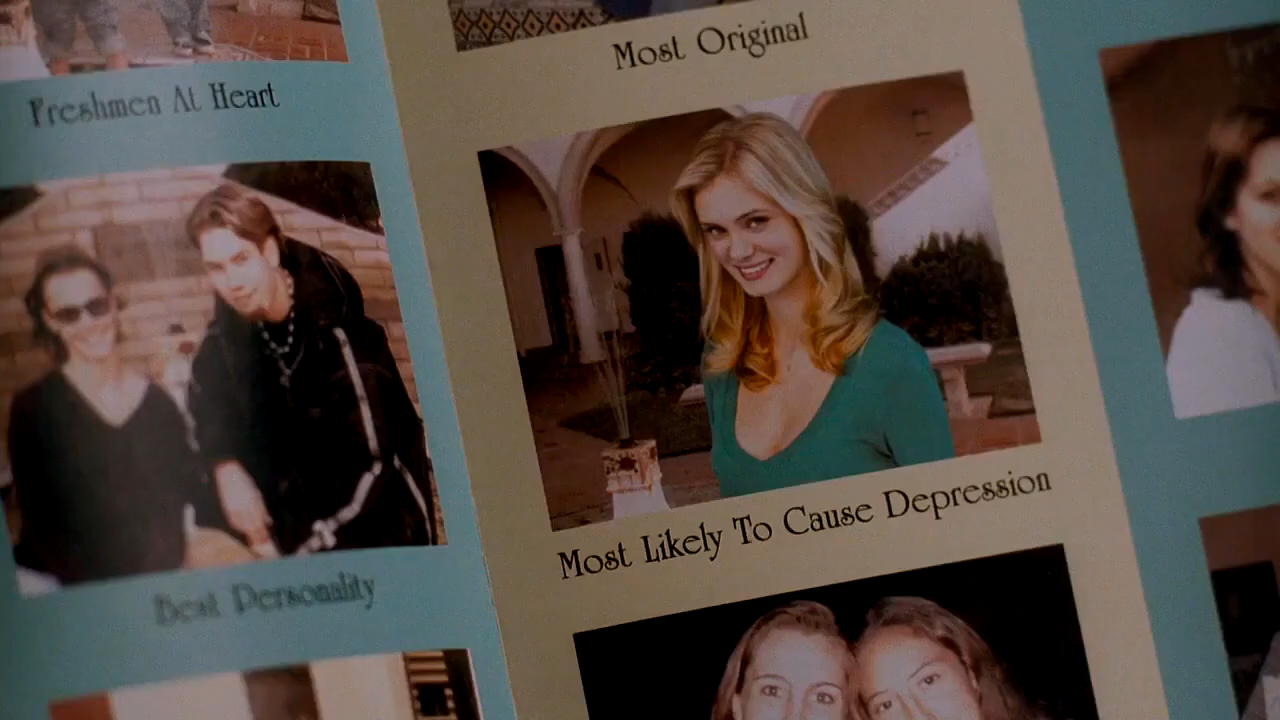 Most Original
Freshmen At Heart
Most Likely To Cause Depression
Best Personality